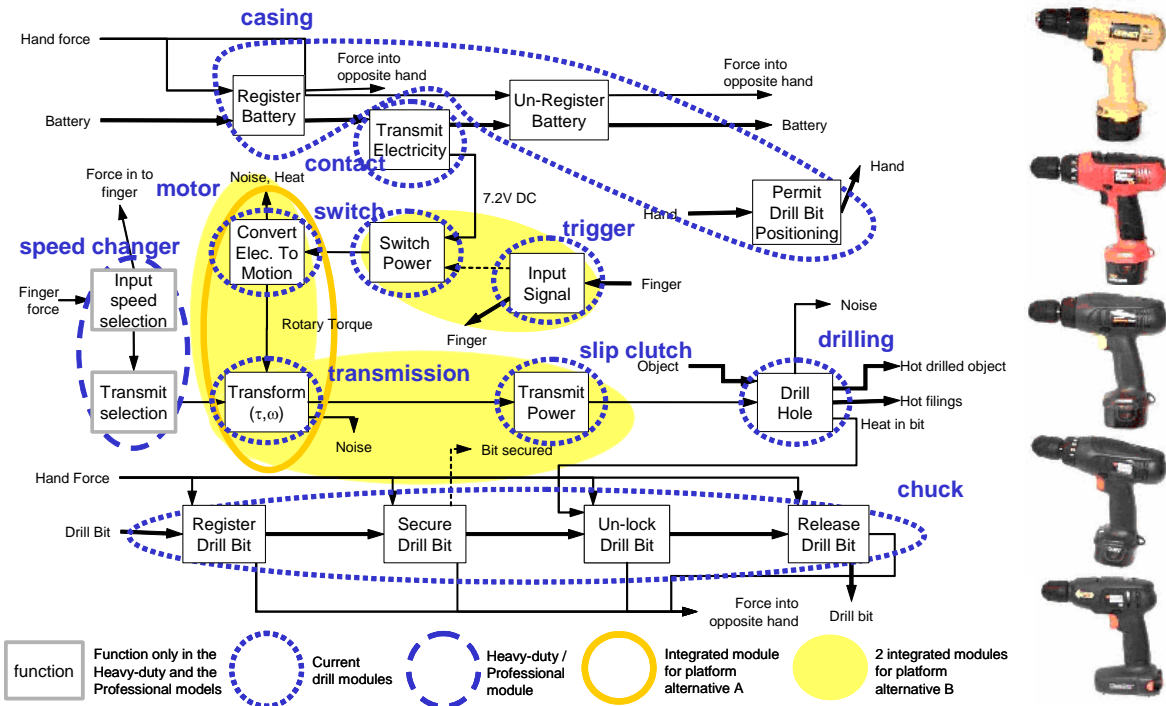 casing
Hand force
Force into
opposite hand
Force into
opposite hand
Register
Battery
Un-Register
Battery
Battery
Battery
Transmit
Electricity
contact
Hand
Force in to
finger
motor
Noise, Heat
7.2V DC
switch
Hand
Permit
Drill Bit
Positioning
trigger
speed changer
Convert
Elec. To
Motion
Switch
Power
Input
Signal
Finger
Input
speed
selection
Finger
force
Noise
Rotary Torque
Finger
slip clutch
drilling
Object
Hot drilled object
transmission
Transmit
selection
Transform
(τ,ω)
Transmit
Power
Drill
Hole
Hot filings
Heat in bit
Noise
Bit secured
Hand Force
chuck
Drill Bit
Register
Drill Bit
Secure
Drill Bit
Un-lock
Drill Bit
Release
Drill Bit
Force into
opposite hand
Drill bit
function
Function only in the
Heavy-duty and the
Professional models
Current
drill modules
Heavy-duty /
Professional
module
Integrated module
for platform
alternative A
2 integrated modules
for platform
alternative B